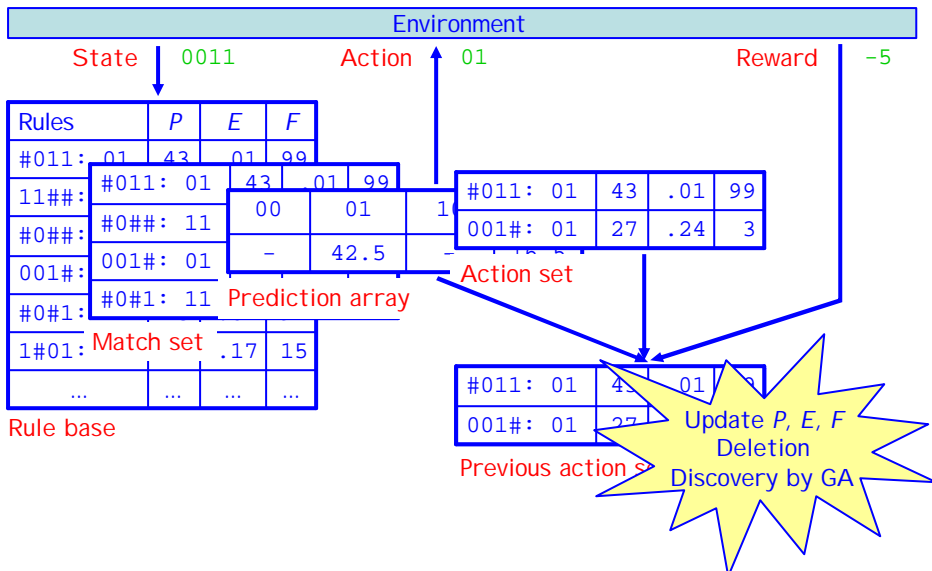 Environment
State 0011 Action 01 Reward -5
Rules P E F
#011: 01 43 .01 99
11##:
#0##:
001#:
#0#1:
1#01: .17 15
... ... ... ...
Rule base
#011: 01 43 .01 99
#0##: 11
001#: 01
#0#1: 11
Match set
00 01
- 42.5 -
Prediction array
#011: 01 43 .01 99
001#: 01 27 .24 3
Action set
#011: 01 43 .01
001#: 01 27
Previous action
Update P, E, F
Deletion
Discovery by GA